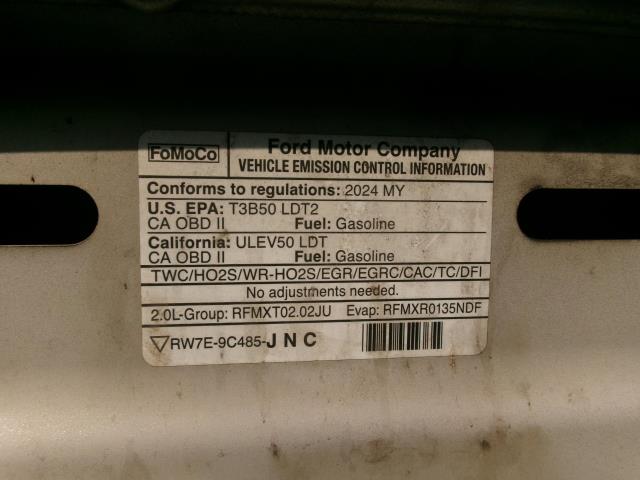 FoMoCo
Ford Motor Company
VEHICLE EMISSION CONTROL INFORMATION
Conforms to regulations: 2024 MY
U.S. EPA: T3B50 LDT2
CA OBD II Fuel: Gasoline
California: ULEV50 LDT
CA OBD II Fuel: Gasoline
TWC/HO2S/WR-HO2S/EGR/EGRC/CAC/TC/DFI
No adjustments needed.
2.0L-Group: RFMXT02.02JU Evap: RFMXR0135NDF
RW7E-9C485-JNC